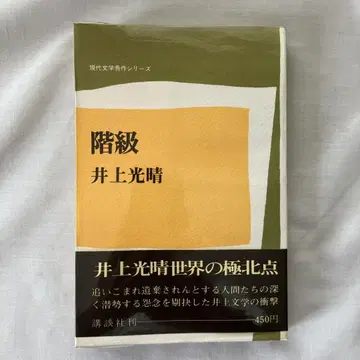 現代文学秀作シリーズ
階級
井上光晴
井上光晴世界の極北点
追いこまれ遺棄されんとする人間たちの深
く潜勢する怨念を剔抉した井上文学の衝撃
講談社刊——450円